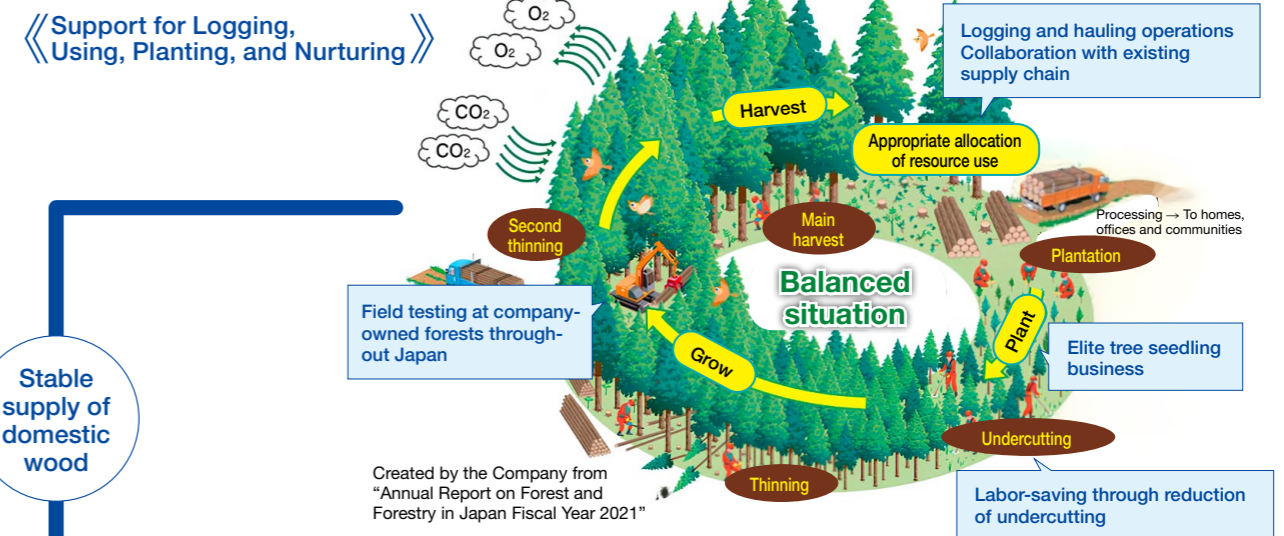 《Support for Logging,
Using, Planting, and Nurturing》
O₂
O₂
CO₂
CO₂
Harvest
Logging and hauling operations
Collaboration with existing
supply chain
Appropriate allocation
of resource use
Processing → To homes,
offices and communities
Second
thinning
Main
harvest
Plantation
Balanced
situation
Field testing at company-
owned forests through-
out Japan
Plant
Grow
Elite tree seedling
business
Stable
supply of
domestic
wood
Undercutting
Thinning
Created by the Company from
“Annual Report on Forest and
Forestry in Japan Fiscal Year 2021”
Labor-saving through reduction
of undercutting